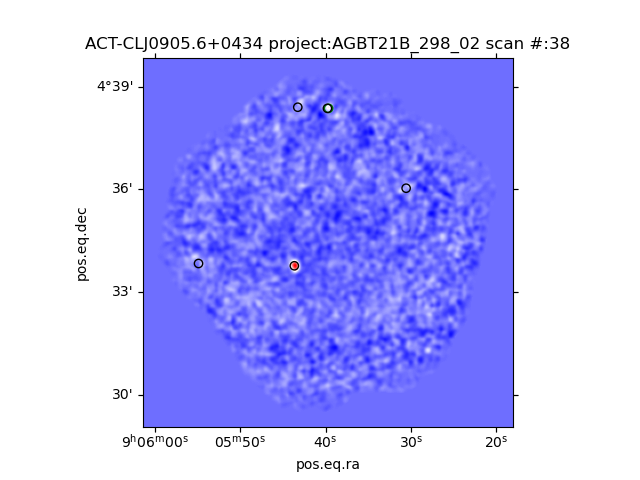 ACT-CLJ0905.6+0434 project:AGBT21B_298_02 scan #:38
4°39'
36'
33'
30'
pos.eq.dec
9ʰ06ᵐ00ˢ 05ᵐ50ˢ 40ˢ 30ˢ 20ˢ
pos.eq.ra